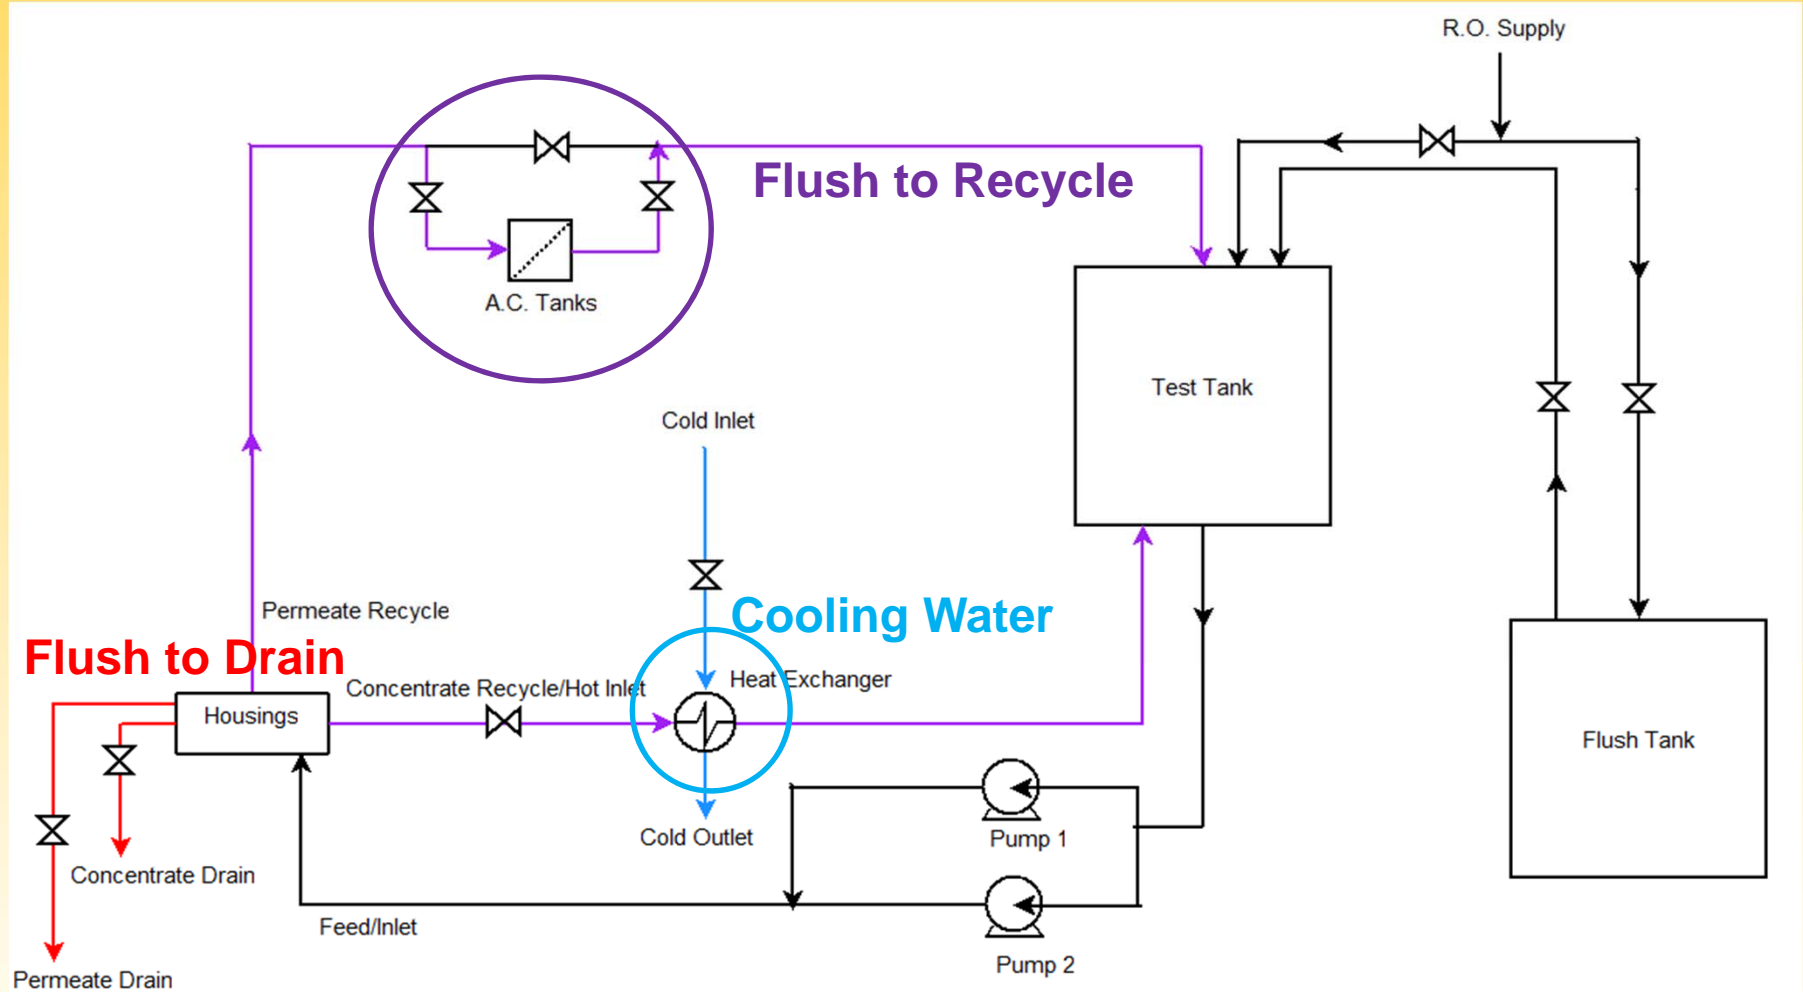 R.O. Supply
Flush to Recycle
A.C. Tanks
Test Tank
Cold Inlet
Permeate Recycle
Cooling Water
Flush to Drain
Concentrate Recycle/Hot Inlet
Heat Exchanger
Housings
Flush Tank
Cold Outlet
Pump 1
Concentrate Drain
Feed/Inlet
Pump 2
Permeate Drain